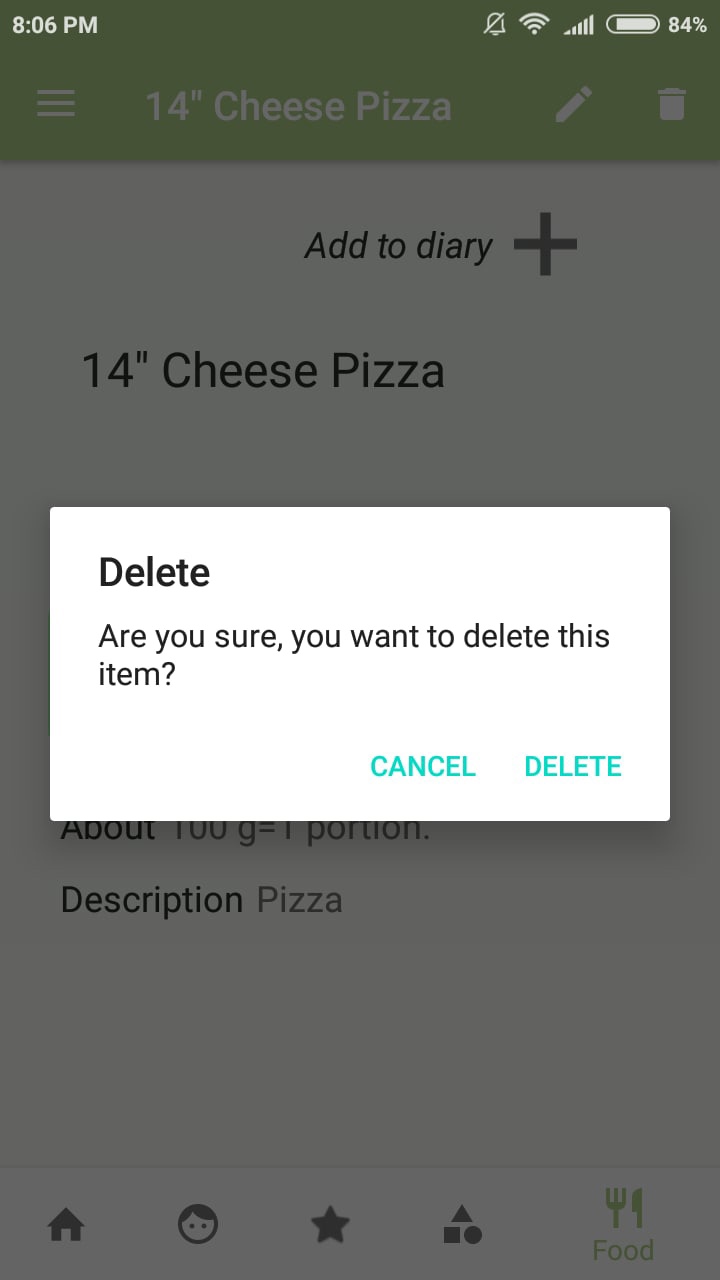 8:06 PM 84%
14" Cheese Pizza
Add to diary
14" Cheese Pizza
Delete
Are you sure, you want to delete this
item?
CANCEL DELETE
About 100 g=1 portion.
Description Pizza
Food